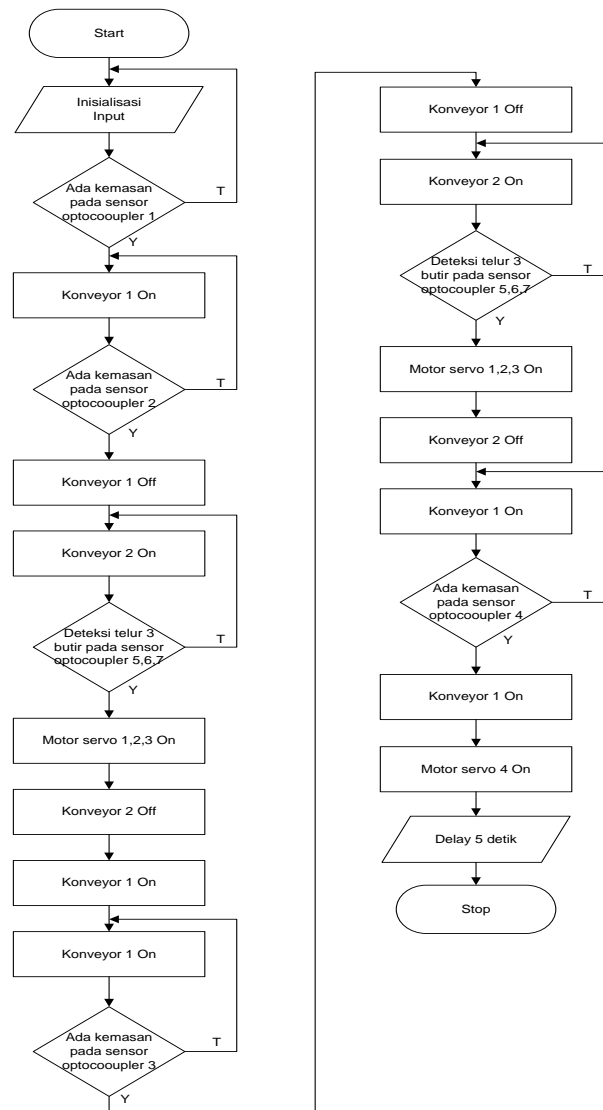 Start
Inisialisasi
Input
Ada kemasan
pada sensor
optocooupler 1
T
Y
Konveyor 1 On
Ada kemasan
pada sensor
optocooupler 2
T
Y
Konveyor 1 Off
Konveyor 2 On
Deteksi telur 3
butir pada sensor
optocoupler 5,6,7
T
Y
Motor servo 1,2,3 On
Konveyor 2 Off
Konveyor 1 On
Konveyor 1 On
Ada kemasan
pada sensor
optocooupler 3
T
Y
Konveyor 1 Off
Konveyor 2 On
Deteksi telur 3
butir pada sensor
optocoupler 5,6,7
T
Y
Motor servo 1,2,3 On
Konveyor 2 Off
Konveyor 1 On
Ada kemasan
pada sensor
optocooupler 4
T
Y
Konveyor 1 On
Motor servo 4 On
Delay 5 detik
Stop